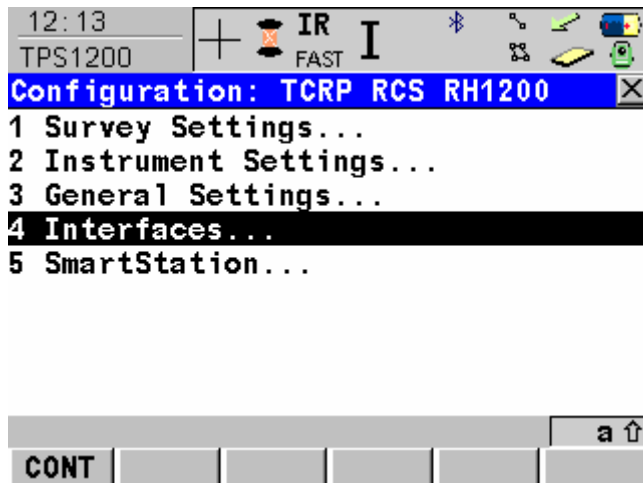 12:13
TPS1200
IR
FAST
I
Configuration: TCRP RCS RH1200
1 Survey Settings...
2 Instrument Settings...
3 General Settings...
4 Interfaces...
5 SmartStation...
a
CONT